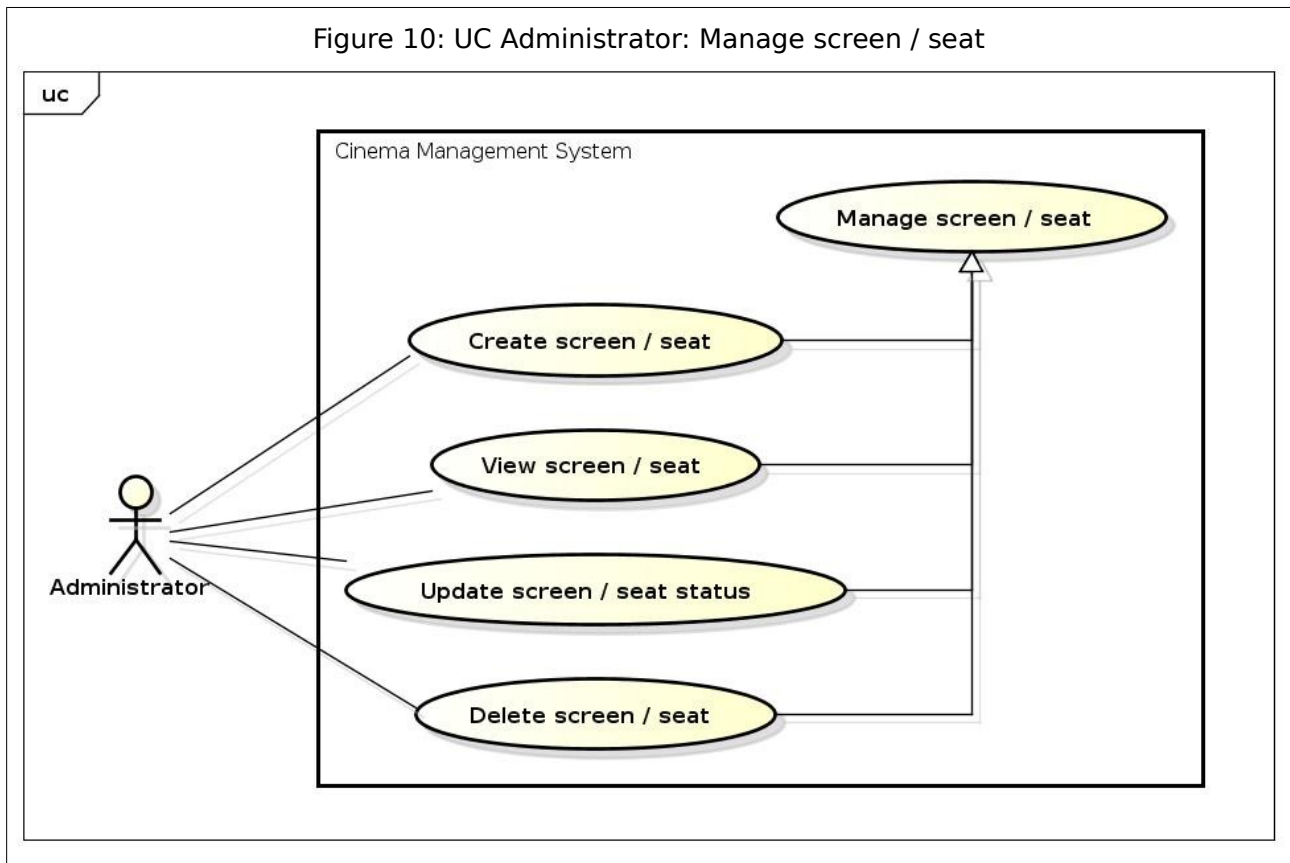 Figure 10: UC Administrator: Manage screen / seat
uc
Cinema Management System
Manage screen / seat
Create screen / seat
View screen / seat
Administrator
Update screen / seat status
Delete screen / seat